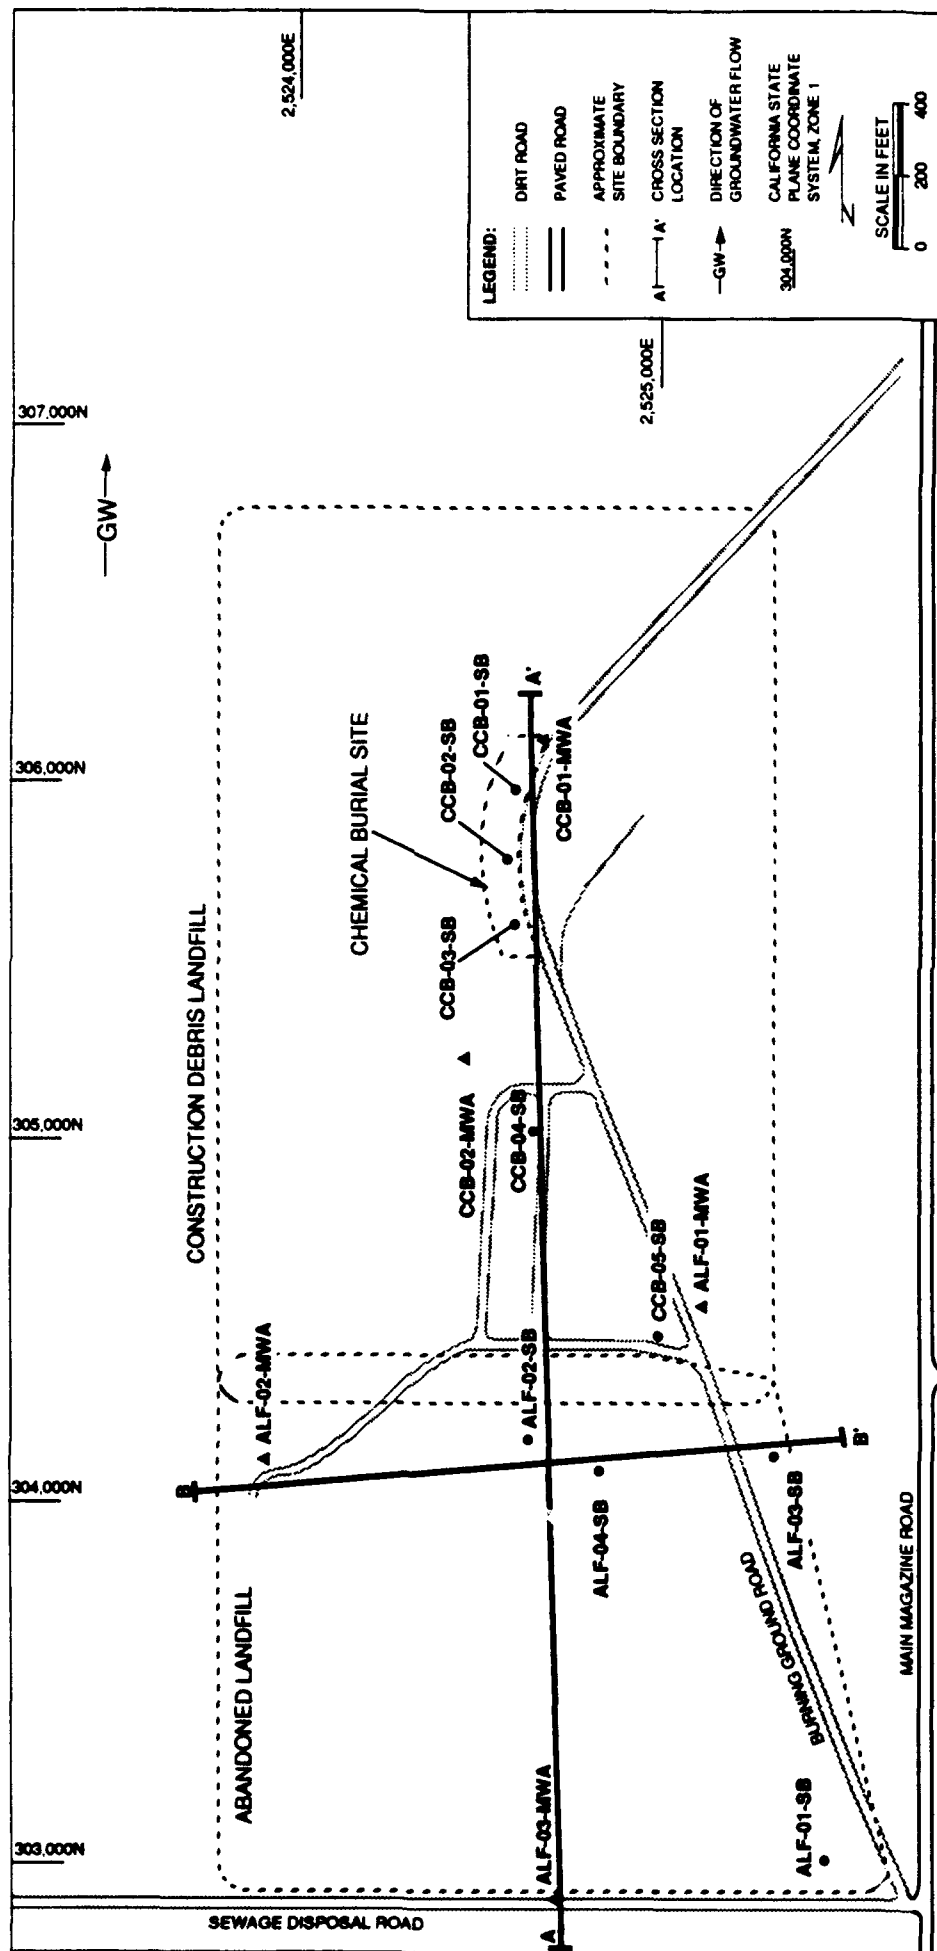 2,524,000E
LEGEND:
DIRT ROAD
PAVED ROAD
APPROXIMATE
SITE BOUNDARY
A
A'
CROSS SECTION
LOCATION
GW
DIRECTION OF
GROUNDWATER FLOW
304,000N
CALIFORNIA STATE
PLANE COORDINATE
SYSTEM, ZONE 1
N
SCALE IN FEET
0
200
400
2,525,000E
307,000N
GW
306,000N
305,000N
304,000N
303,000N
CONSTRUCTION DEBRIS LANDFILL
CHEMICAL BURIAL SITE
CCB-01-SB
CCB-02-SB
CCB-03-SB
A'
CCB-01-MWA
CCB-02-MWA
CCB-04-SB
CCB-05-SB
ALF-01-MWA
ALF-02-MWA
ALF-02-SB
B
B'
ALF-04-SB
ALF-03-SB
ABANDONED LANDFILL
BURNING GROUND ROAD
MAIN MAGAZINE ROAD
ALF-03-MWA
ALF-01-SB
A
SEWAGE DISPOSAL ROAD